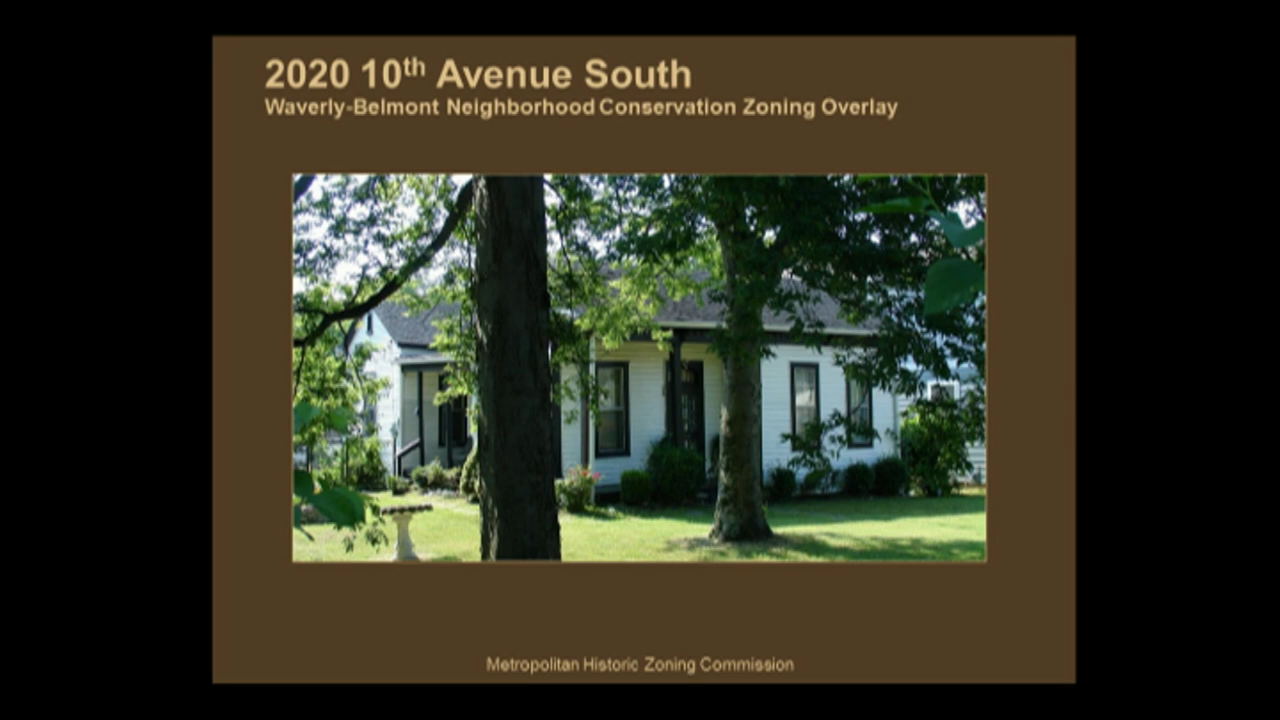 2020 10th Avenue South
Waverly-Belmont Neighborhood Conservation Zoning Overlay
Metropolitan Historic Zoning Commission